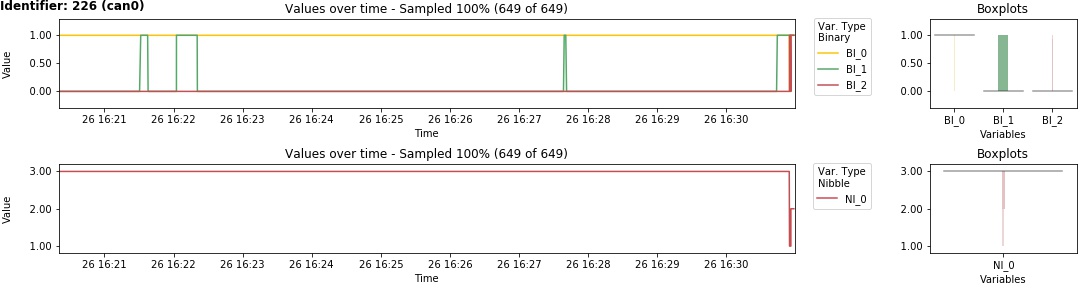 Identifier: 226 (can0)
Values over time - Sampled 100% (649 of 649)
Boxplots
Value
1.00
0.50
0.00
26 16:21
26 16:22
26 16:23
26 16:24
26 16:25
26 16:26
26 16:27
26 16:28
26 16:29
26 16:30
Time
Var. Type
Binary
BI_0
BI_1
BI_2
1.00
0.50
0.00
BI_0
BI_1
BI_2
Variables
Values over time - Sampled 100% (649 of 649)
Boxplots
Value
3.00
2.00
1.00
26 16:21
26 16:22
26 16:23
26 16:24
26 16:25
26 16:26
26 16:27
26 16:28
26 16:29
26 16:30
Time
Var. Type
Nibble
NI_0
3.00
2.00
1.00
NI_0
Variables